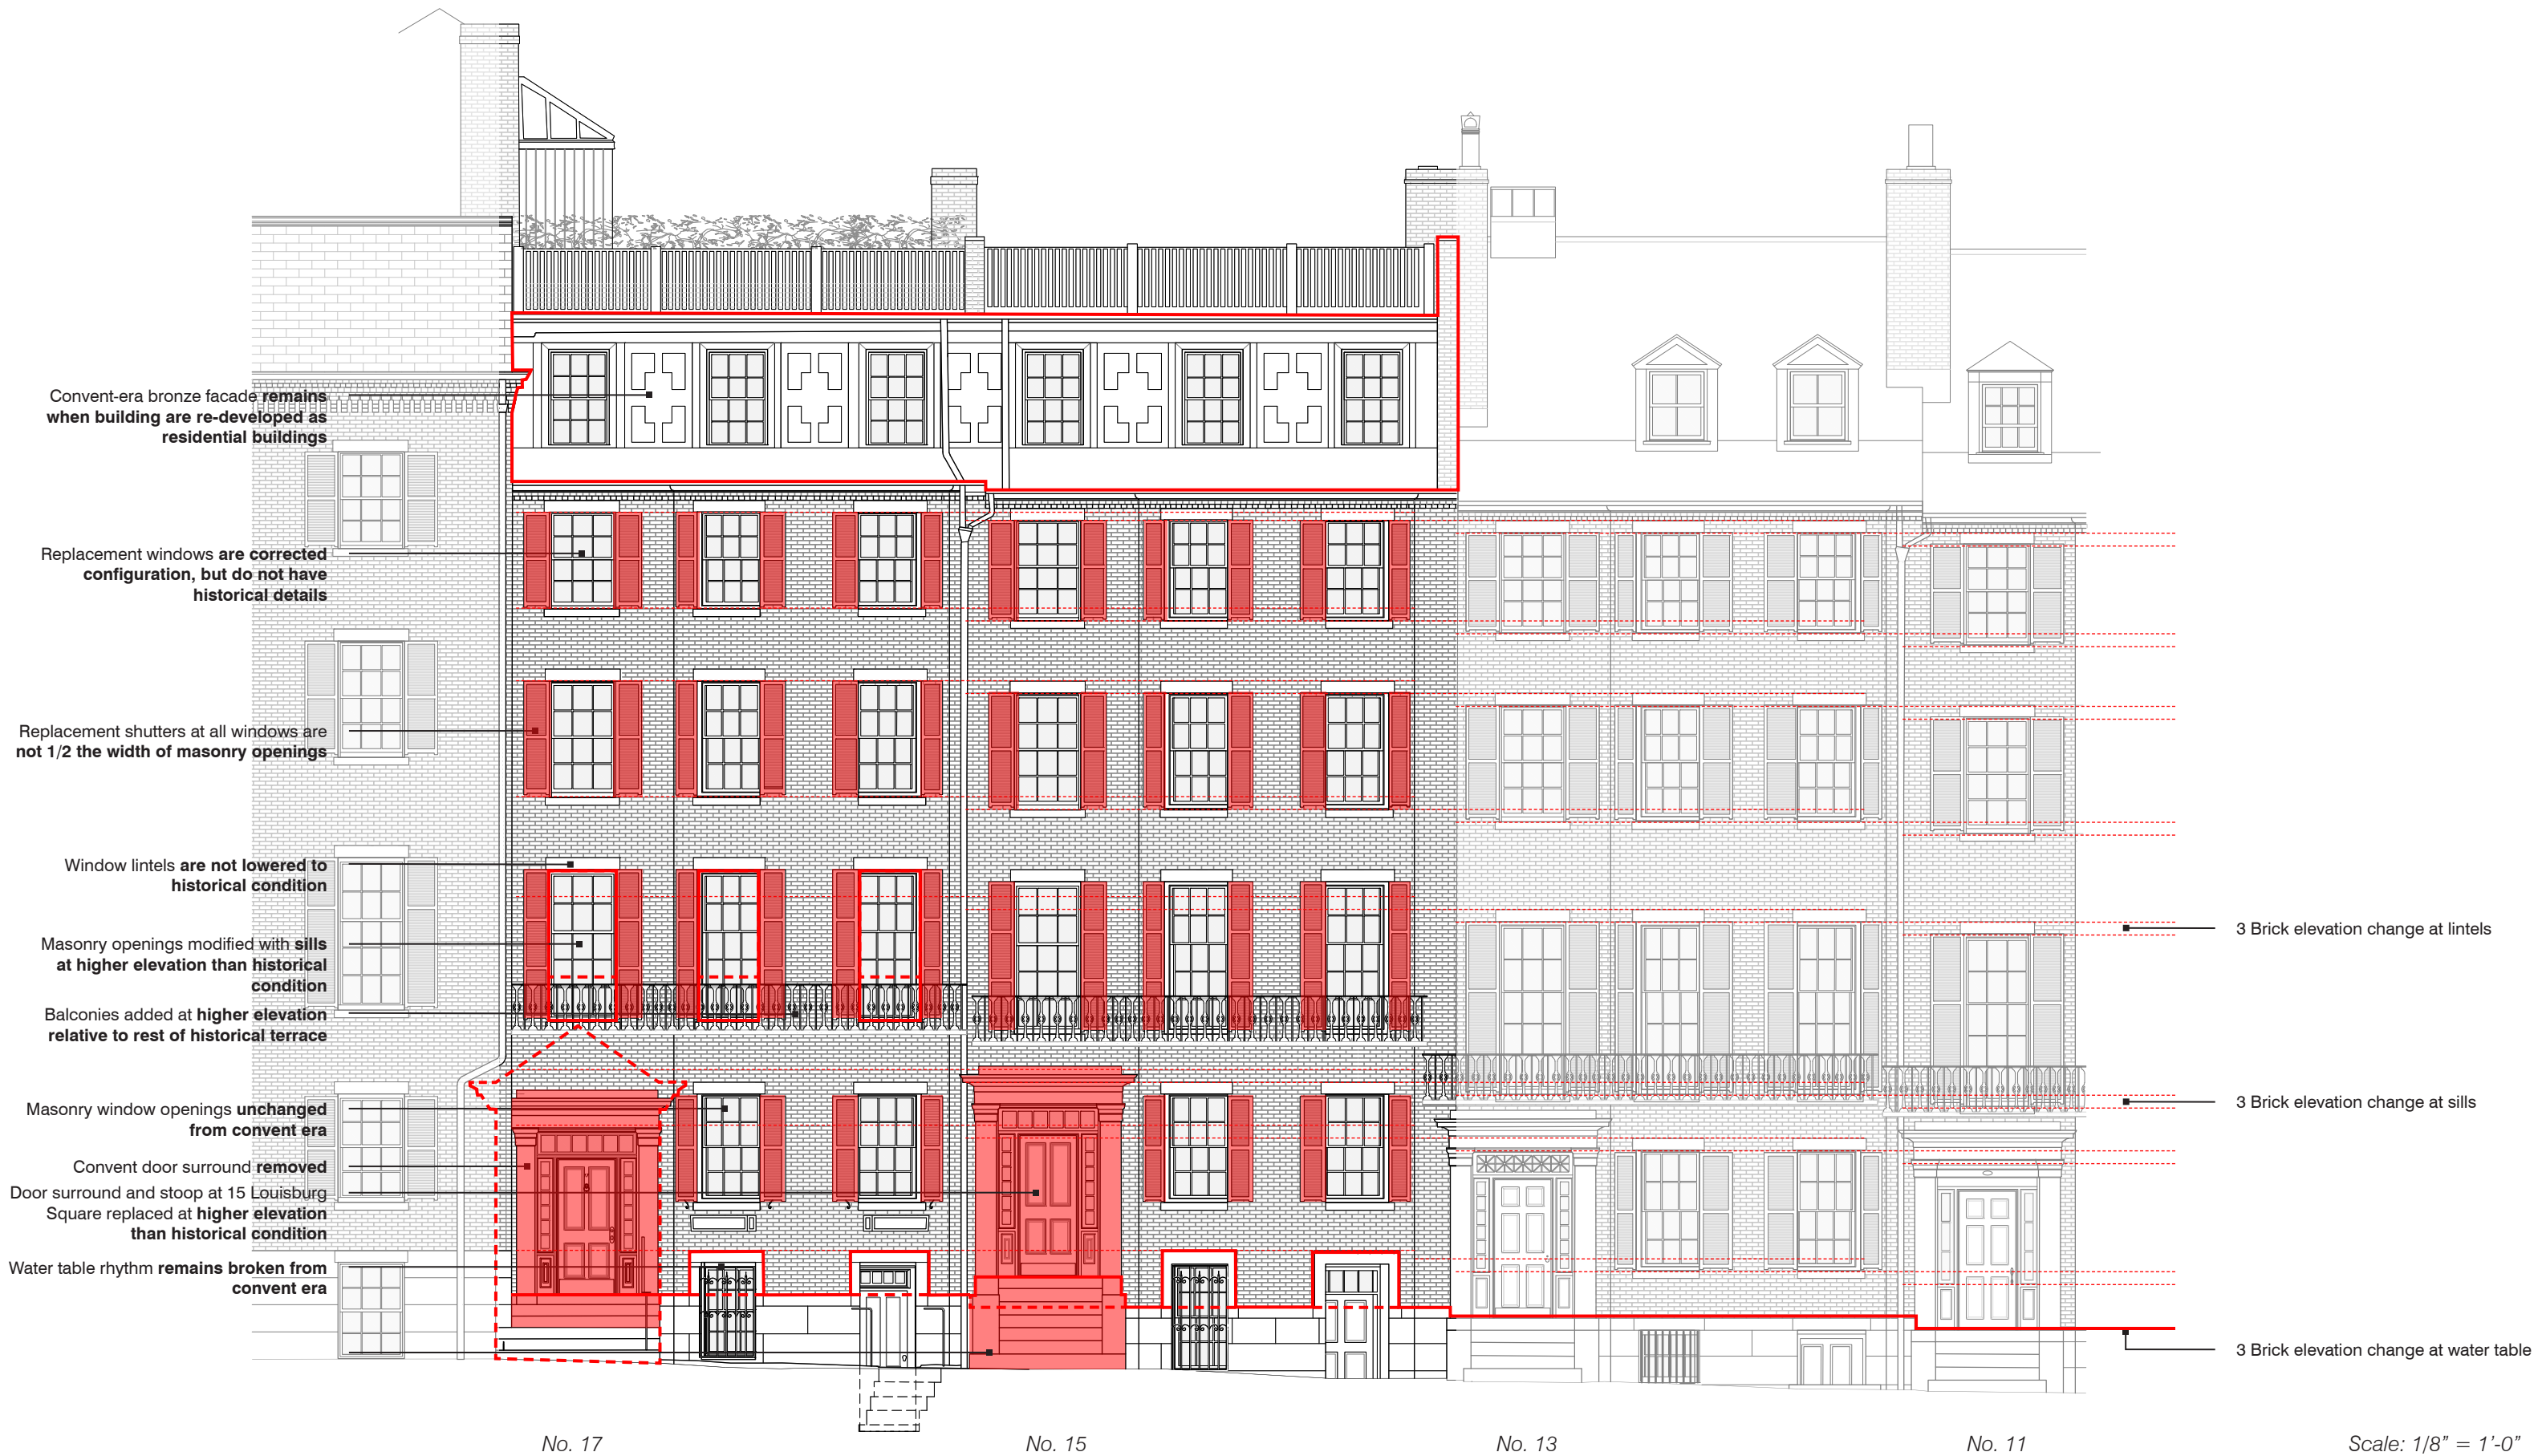 Convent-era bronze facade remains
when building are re-developed as
residential buildings
Replacement windows are corrected
configuration, but do not have
historical details
Replacement shutters at all windows are
not 1/2 the width of masonry openings
Window lintels are not lowered to
historical condition
Masonry openings modified with sills
at higher elevation than historical
condition
Balconies added at higher elevation
relative to rest of historical terrace
Masonry window openings unchanged
from convent era
Convent door surround removed
Door surround and stoop at 15 Louisburg
Square replaced at higher elevation
than historical condition
Water table rhythm remains broken from
convent era
3 Brick elevation change at lintels
3 Brick elevation change at sills
3 Brick elevation change at water table
No. 17
No. 15
No. 13
No. 11
Scale: 1/8” = 1’-0”